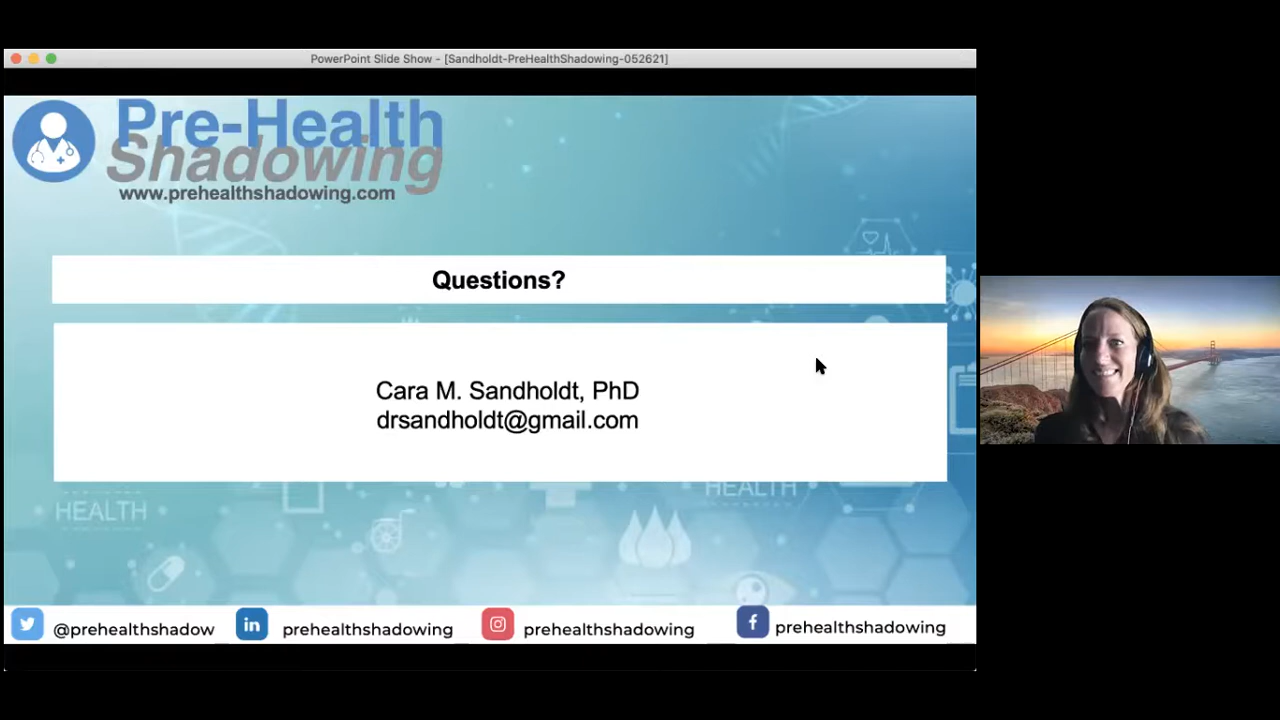 PowerPoint Slide Show - [Sandholdt-PreHealthShadowing-052621]
Pre-Health
Shadowing
www.prehealthshadowing.com
Questions?
Cara M. Sandholdt, PhD
drsandholdt@gmail.com
HEALTH
HEALTH
@prehealthshadow
in
prehealthshadowing
prehealthshadowing
f
prehealthshadowing